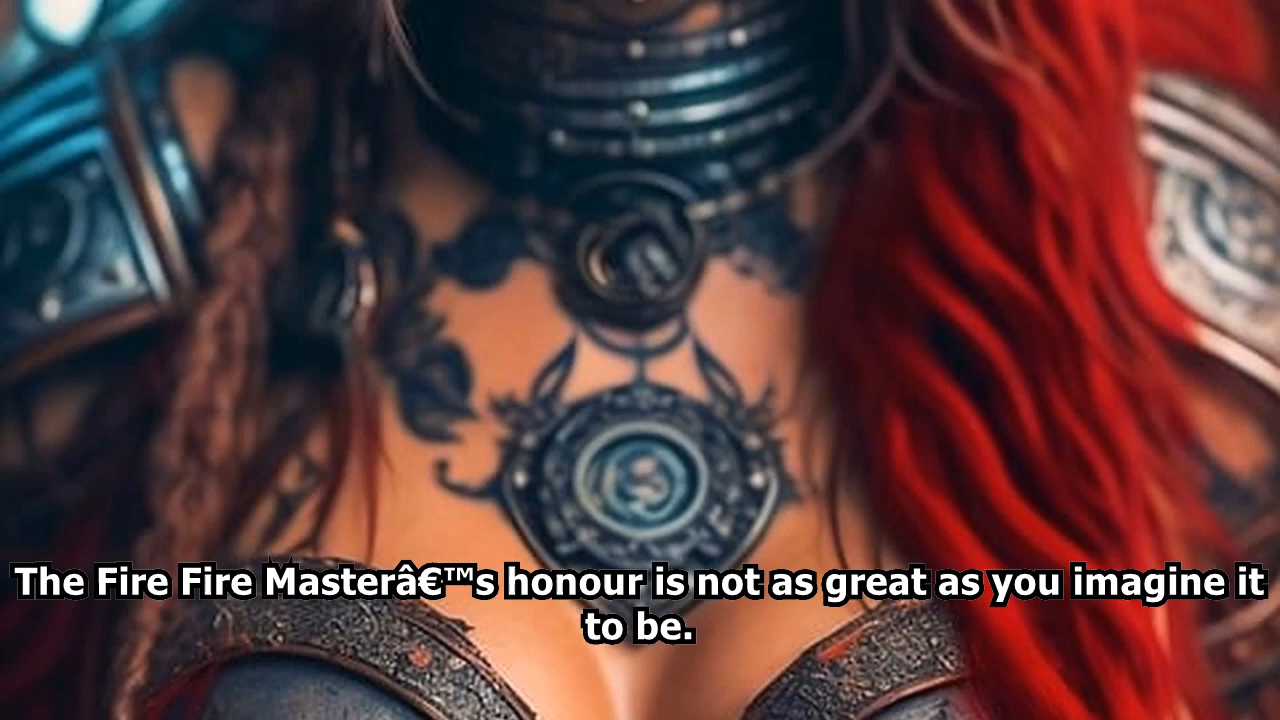 The Fire Fire Masterâ€™s honour is not as great as you imagine it
to be.